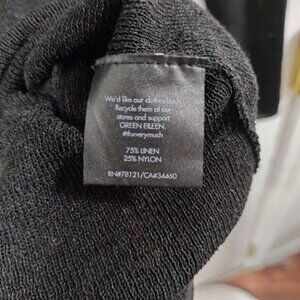 We'd like our clothes back.
Recycle them at our
stores and support
GREEN EILEEN.
#thxverymuch
75% LINEN
25% NYLON
RN#78121/CA#34460